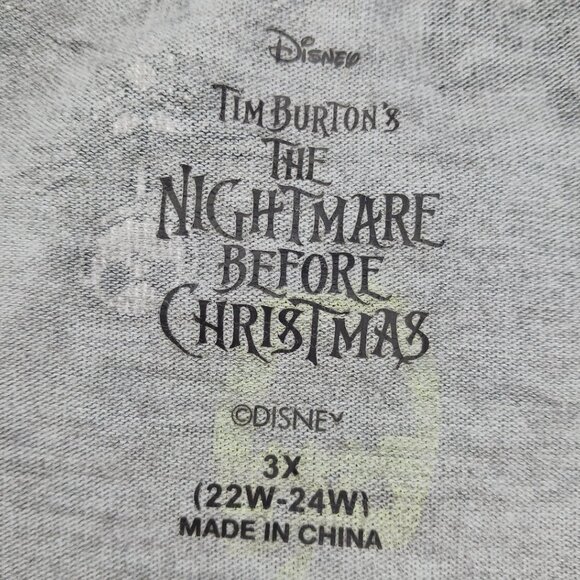 Disney
TIM BURTON'S
THE
NIGHTMARE
BEFORE
CHRISTMAS
©DISNEY
3X
(22W-24W)
MADE IN CHINA